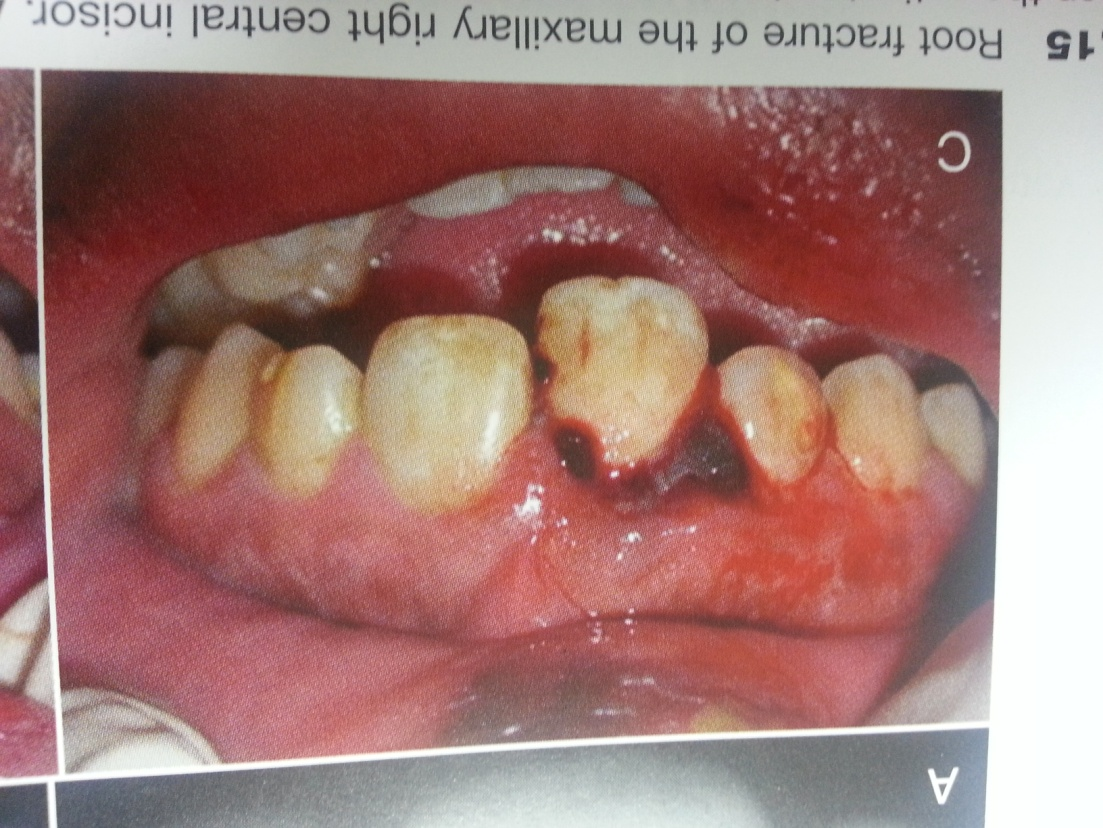 A
C
.15 Root fracture of the maxillary right central incisor.